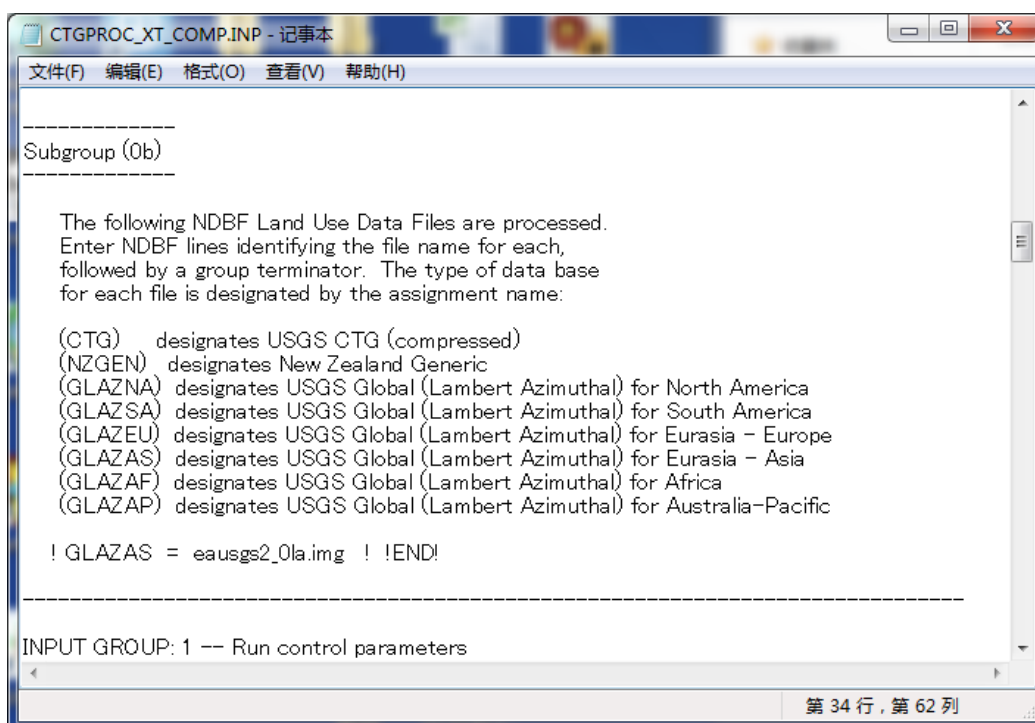 CTGPROC_XT_COMP.INP - 记事本
文件(F) 编辑(E) 格式(O) 查看(V) 帮助(H)
-------------
Subgroup (0b)
-------------
The following NDBF Land Use Data Files are processed.
Enter NDBF lines identifying the file name for each,
followed by a group terminator. The type of data base
for each file is designated by the assignment name:
(CTG) designates USGS CTG (compressed)
(NZGEN) designates New Zealand Generic
(GLAZNA) designates USGS Global (Lambert Azimuthal) for North America
(GLAZSA) designates USGS Global (Lambert Azimuthal) for South America
(GLAZEU) designates USGS Global (Lambert Azimuthal) for Eurasia - Europe
(GLAZAS) designates USGS Global (Lambert Azimuthal) for Eurasia - Asia
(GLAZAF) designates USGS Global (Lambert Azimuthal) for Africa
(GLAZAP) designates USGS Global (Lambert Azimuthal) for Australia-Pacific
! GLAZAS = eausgs2_0la.img ! !END!
--------------------------------------------------------------------------------
INPUT GROUP: 1 -- Run control parameters
第 34 行，第 62 列